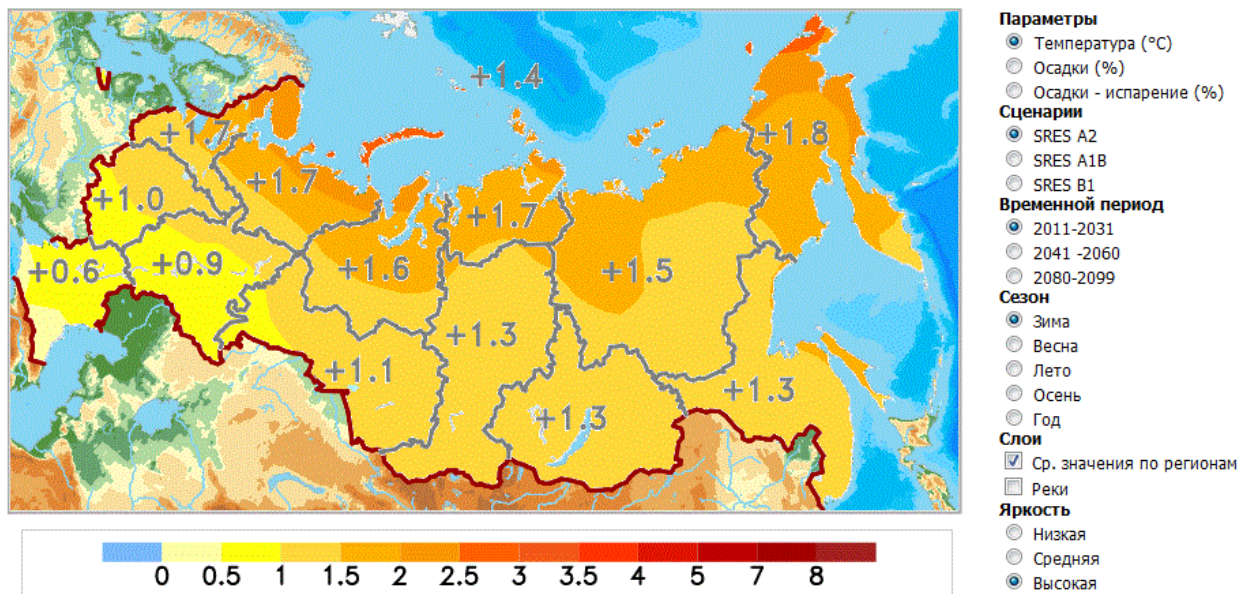 +1.4
+1.7
+1.8
+1.7
+1.0
+1.7
+0.6
+0.9
+1.6
+1.5
+1.3
+1.1
+1.3
+1.3
0 0.5 1 1.5 2 2.5 3 3.5 4 5 7 8
Параметры
Температура (°C)
Осадки (%)
Осадки - испарение (%)
Сценарии
SRES A2
SRES A1B
SRES B1
Временной период
2011-2031
2041 -2060
2080-2099
Сезон
Зима
Весна
Лето
Осень
Год
Слои
Ср. значения по регионам
Реки
Яркость
Низкая
Средняя
Высокая